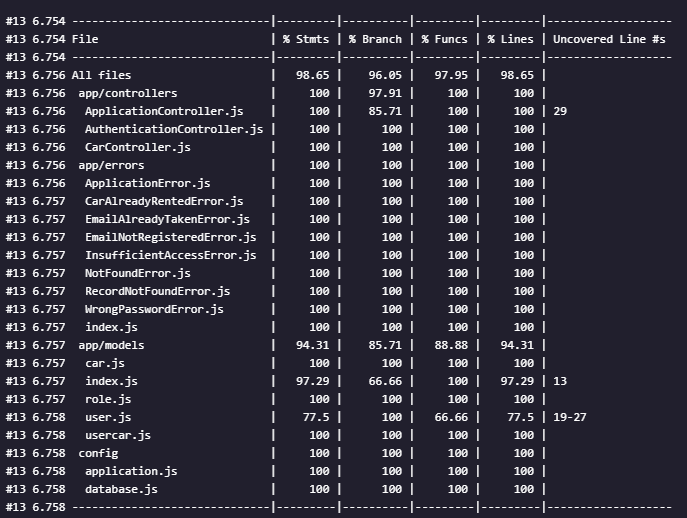 #13 6.754 ------------------------------|---------|----------|---------|---------|-------------------
#13 6.754 File                          | % Stmts | % Branch | % Funcs | % Lines | Uncovered Line #s
#13 6.754 ------------------------------|---------|----------|---------|---------|-------------------
#13 6.756 All files                     |   98.65 |    96.05 |   97.95 |   98.65 |
#13 6.756  app/controllers              |     100 |    97.91 |     100 |     100 |
#13 6.756   ApplicationController.js    |     100 |    85.71 |     100 |     100 | 29
#13 6.756   AuthenticationController.js |     100 |      100 |     100 |     100 |
#13 6.756   CarController.js            |     100 |      100 |     100 |     100 |
#13 6.756  app/errors                   |     100 |      100 |     100 |     100 |
#13 6.756   ApplicationError.js         |     100 |      100 |     100 |     100 |
#13 6.757   CarAlreadyRentedError.js    |     100 |      100 |     100 |     100 |
#13 6.757   EmailAlreadyTakenError.js   |     100 |      100 |     100 |     100 |
#13 6.757   EmailNotRegisteredError.js  |     100 |      100 |     100 |     100 |
#13 6.757   InsufficientAccessError.js  |     100 |      100 |     100 |     100 |
#13 6.757   NotFoundError.js            |     100 |      100 |     100 |     100 |
#13 6.757   RecordNotFoundError.js      |     100 |      100 |     100 |     100 |
#13 6.757   WrongPasswordError.js       |     100 |      100 |     100 |     100 |
#13 6.757   index.js                    |     100 |      100 |     100 |     100 |
#13 6.757  app/models                   |   94.31 |    85.71 |   88.88 |   94.31 |
#13 6.757   car.js                      |     100 |      100 |     100 |     100 |
#13 6.757   index.js                    |   97.29 |    66.66 |     100 |   97.29 | 13
#13 6.757   role.js                     |     100 |      100 |     100 |     100 |
#13 6.758   user.js                     |    77.5 |      100 |   66.66 |    77.5 | 19-27
#13 6.758   usercar.js                  |     100 |      100 |     100 |     100 |
#13 6.758  config                       |     100 |      100 |     100 |     100 |
#13 6.758   application.js              |     100 |      100 |     100 |     100 |
#13 6.758   database.js                 |     100 |      100 |     100 |     100 |
#13 6.758 ------------------------------|---------|----------|---------|---------|-------------------